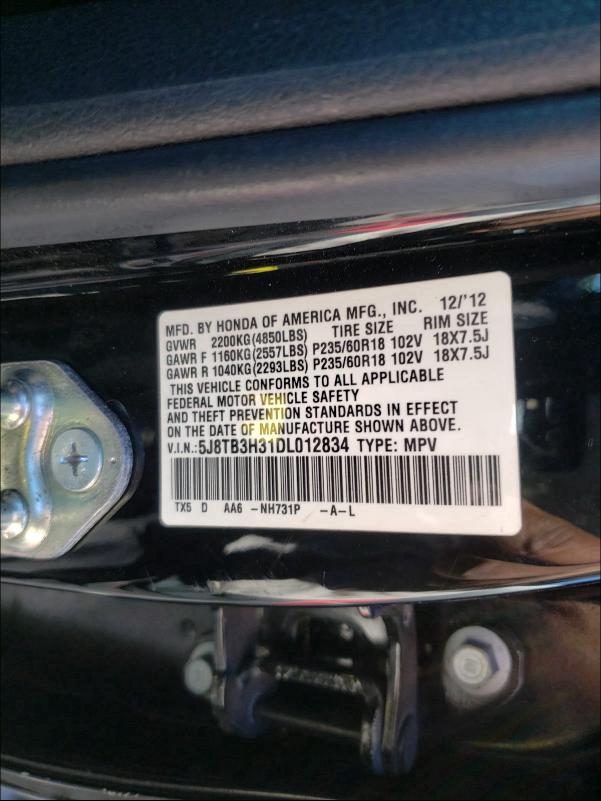 MFD. BY HONDA OF AMERICA MFG., INC. 12/'12
GVWR 2200KG(4850LBS) TIRE SIZE RIM SIZE
GAWR F 1160KG(2557LBS) P235/60R18 102V 18X7.5J
GAWR R 1040KG(2293LBS) P235/60R18 102V 18X7.5J
THIS VEHICLE CONFORMS TO ALL APPLICABLE
FEDERAL MOTOR VEHICLE SAFETY
AND THEFT PREVENTION STANDARDS IN EFFECT
ON THE DATE OF MANUFACTURE SHOWN ABOVE.
V.I.N.:5J8TB3H31DL012834 TYPE: MPV
TX5 D AA6 -NH731P -A-L